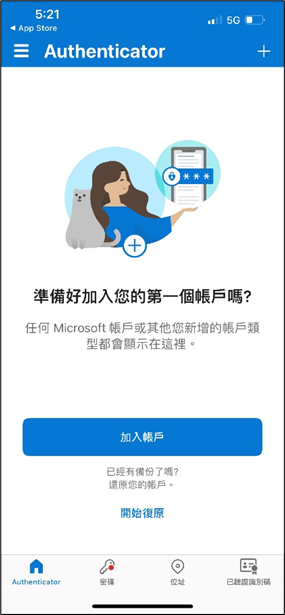 5:21
5G
◀ App Store
Authenticator
***
準備好加入您的第一個帳戶嗎?
任何 Microsoft 帳戶或其他您新增的帳戶類
型都會顯示在這裡。
加入帳戶
已經有備份了嗎?
還原您的帳戶。
開始復原
Authenticator
密碼
位址
已驗證識別碼